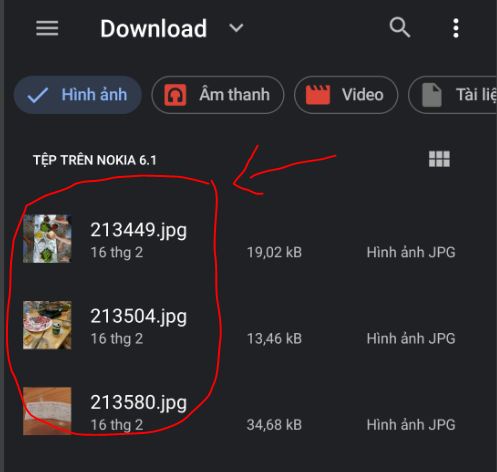 Download
Hình ảnh
Âm thanh
Video
Tài liệ
TỆP TRÊN NOKIA 6.1
213449.jpg
16 thg 2 19,02 kB Hình ảnh JPG
213504.jpg
16 thg 2 13,46 kB Hình ảnh JPG
213580.jpg
16 thg 2 34,68 kB Hình ảnh JPG